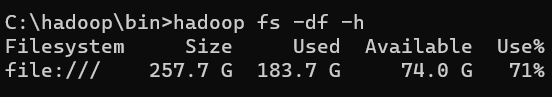 C:\hadoop\bin>hadoop fs -df -h
Filesystem     Size     Used  Available  Use%
file:///    257.7 G  183.7 G     74.0 G   71%